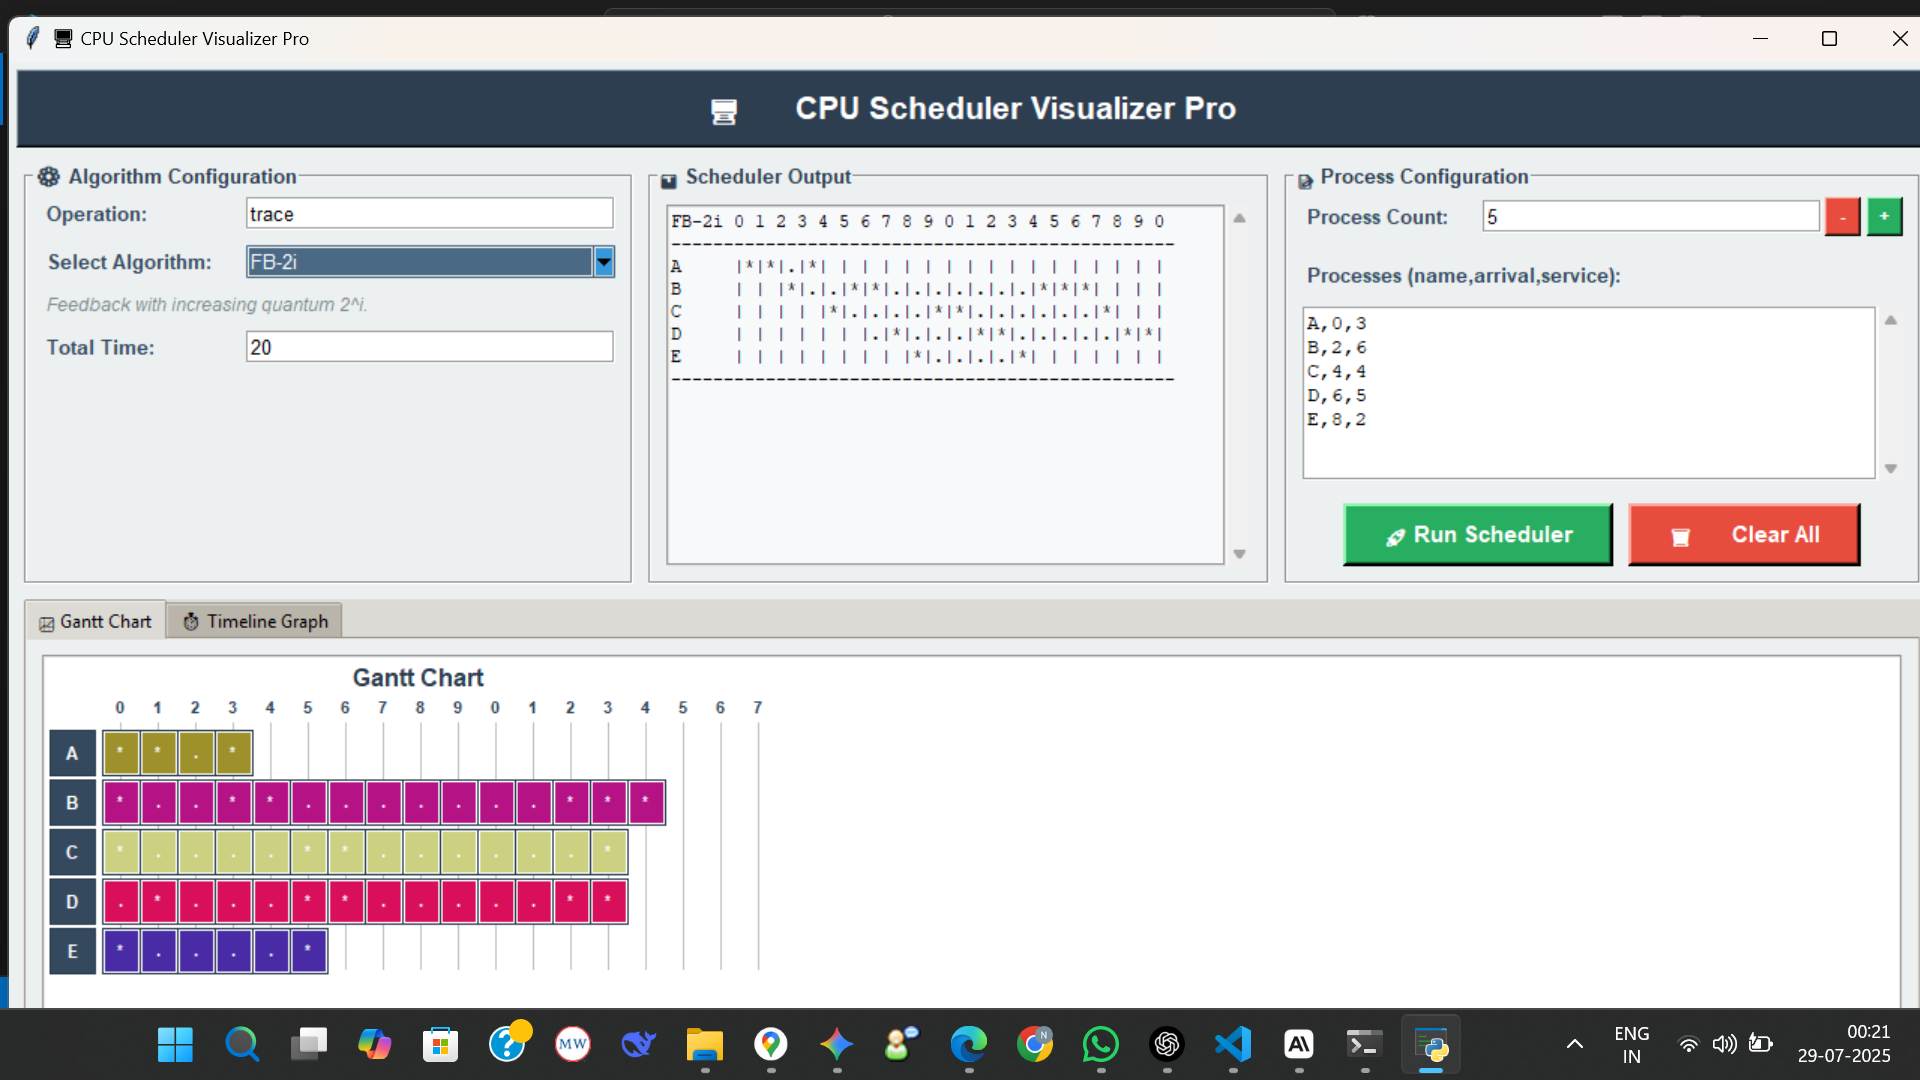 CPU Scheduler Visualizer Pro
CPU Scheduler Visualizer Pro
Algorithm Configuration
Operation: trace
Select Algorithm: FB-2i
Feedback with increasing quantum 2^i.
Total Time: 20
Scheduler Output
FB-2i 0 1 2 3 4 5 6 7 8 9 0 1 2 3 4 5 6 7 8 9 0
------------------------------------------------
A     |*|*|.|*| | | | | | | | | | | | | | | | |
B     | | |*|.|.|*|*|.|.|.|.|.|.|.|*|*|*| | | |
C     | | | | |*|.|.|.|.|*|*|.|.|.|.|.|.|*| | |
D     | | | | | | |.|*|.|.|.|*|*|.|.|.|.|.|*|*|
E     | | | | | | | | |*|.|.|.|.|*| | | | | | |
------------------------------------------------
Process Configuration
Process Count: 5 - +
Processes (name,arrival,service):
A,0,3
B,2,6
C,4,4
D,6,5
E,8,2
Run Scheduler Clear All
Gantt Chart Timeline Graph
Gantt Chart
0 1 2 3 4 5 6 7 8 9 0 1 2 3 4 5 6 7
A * * . *
B * . . * * . . . . . . . * * *
C * . . . . * * . . . . . . *
D . * . . . * * . . . . . * *
E * . . . . *
MW
N
ENG
IN
00:21
29-07-2025